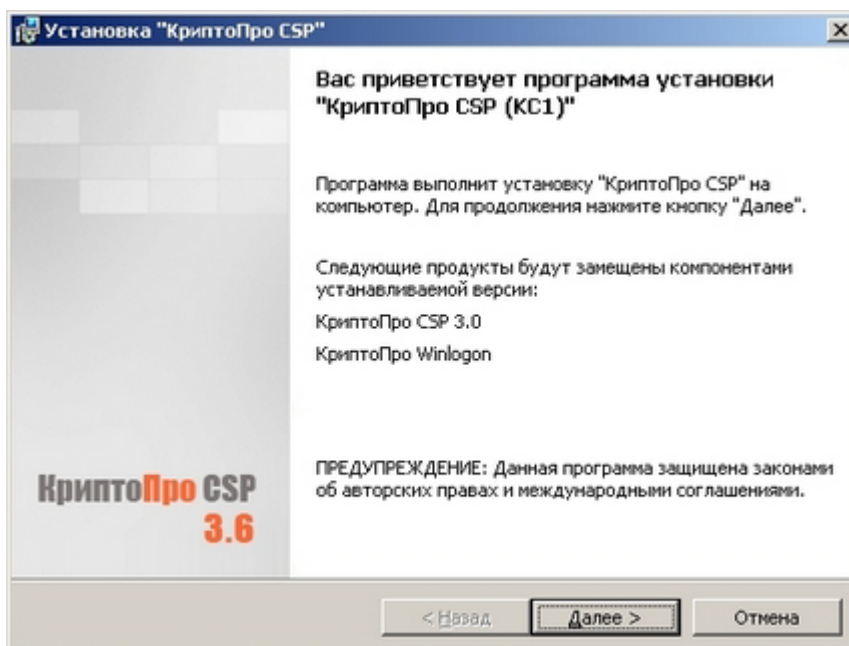 Установка "КриптоПро CSP"
Вас приветствует программа установки
"КриптоПро CSP (KC1)"
Программа выполнит установку "КриптоПро CSP" на
компьютер. Для продолжения нажмите кнопку "Далее".
Следующие продукты будут замещены компонентами
устанавливаемой версии:
КриптоПро CSP 3.0
КриптоПро Winlogon
ПРЕДУПРЕЖДЕНИЕ: Данная программа защищена законами
об авторских правах и международными соглашениями.
КриптоПро CSP
3.6
< Назад
Далее >
Отмена